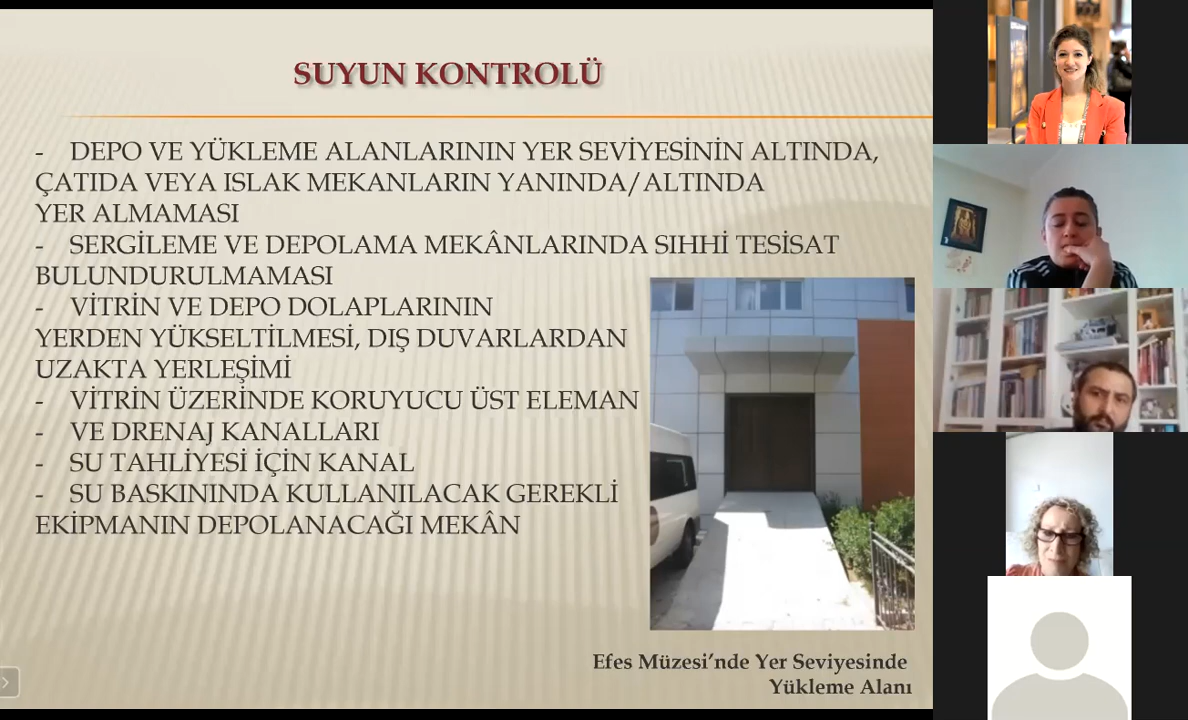 SUYUN KONTROLÜ
- DEPO VE YÜKLEME ALANLARININ YER SEVİYESİNİN ALTINDA,
ÇATIDA VEYA ISLAK MEKANLARIN YANINDA/ALTINDA
YER ALMAMASI
- SERGİLEME VE DEPOLAMA MEKÂNLARINDA SIHHİ TESİSAT
BULUNDURULMAMASI
- VİTRİN VE DEPO DOLAPLARININ
YERDEN YÜKSELTİLMESİ, DIŞ DUVARLARDAN
UZAKTA YERLEŞİMİ
- VİTRİN ÜZERİNDE KORUYUCU ÜST ELEMAN
- VE DRENAJ KANALLARI
- SU TAHLİYESİ İÇİN KANAL
- SU BASKININDA KULLANILACAK GEREKLİ
EKİPMANIN DEPOLANACAĞI MEKÂN
Efes Müzesi'nde Yer Seviyesinde
Yükleme Alanı